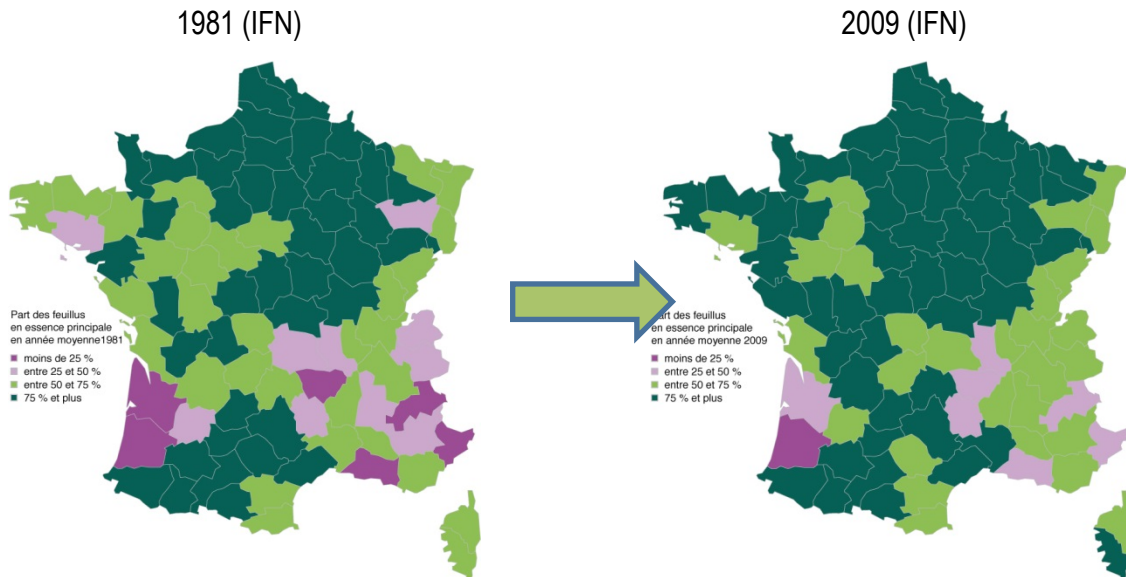 1981 (IFN)
2009 (IFN)
Part des feuillus
en essence principale
en année moyenne1981
moins de 25 %
entre 25 et 50 %
entre 50 et 75 %
75 % et plus
art des feuillus
en essence principale
en année moyenne 2009
moins de 25 %
entre 25 et 50 %
entre 50 et 75 %
75 % et plus